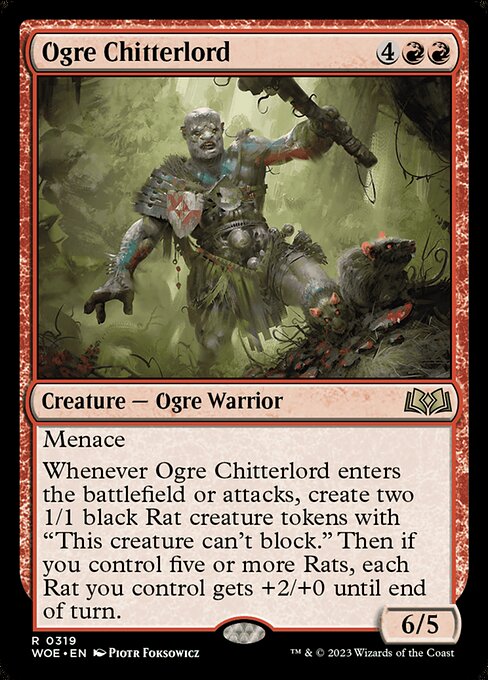 Ogre Chitterlord 4
Creature — Ogre Warrior
Menace
Whenever Ogre Chitterlord enters
the battlefield or attacks, create two
1/1 black Rat creature tokens with
“This creature can’t block.” Then if
you control five or more Rats, each
Rat you control gets +2/+0 until end
of turn.
6/5
R 0319
WOE • EN Piotr Foksowicz ™ & © 2023 Wizards of the Coast